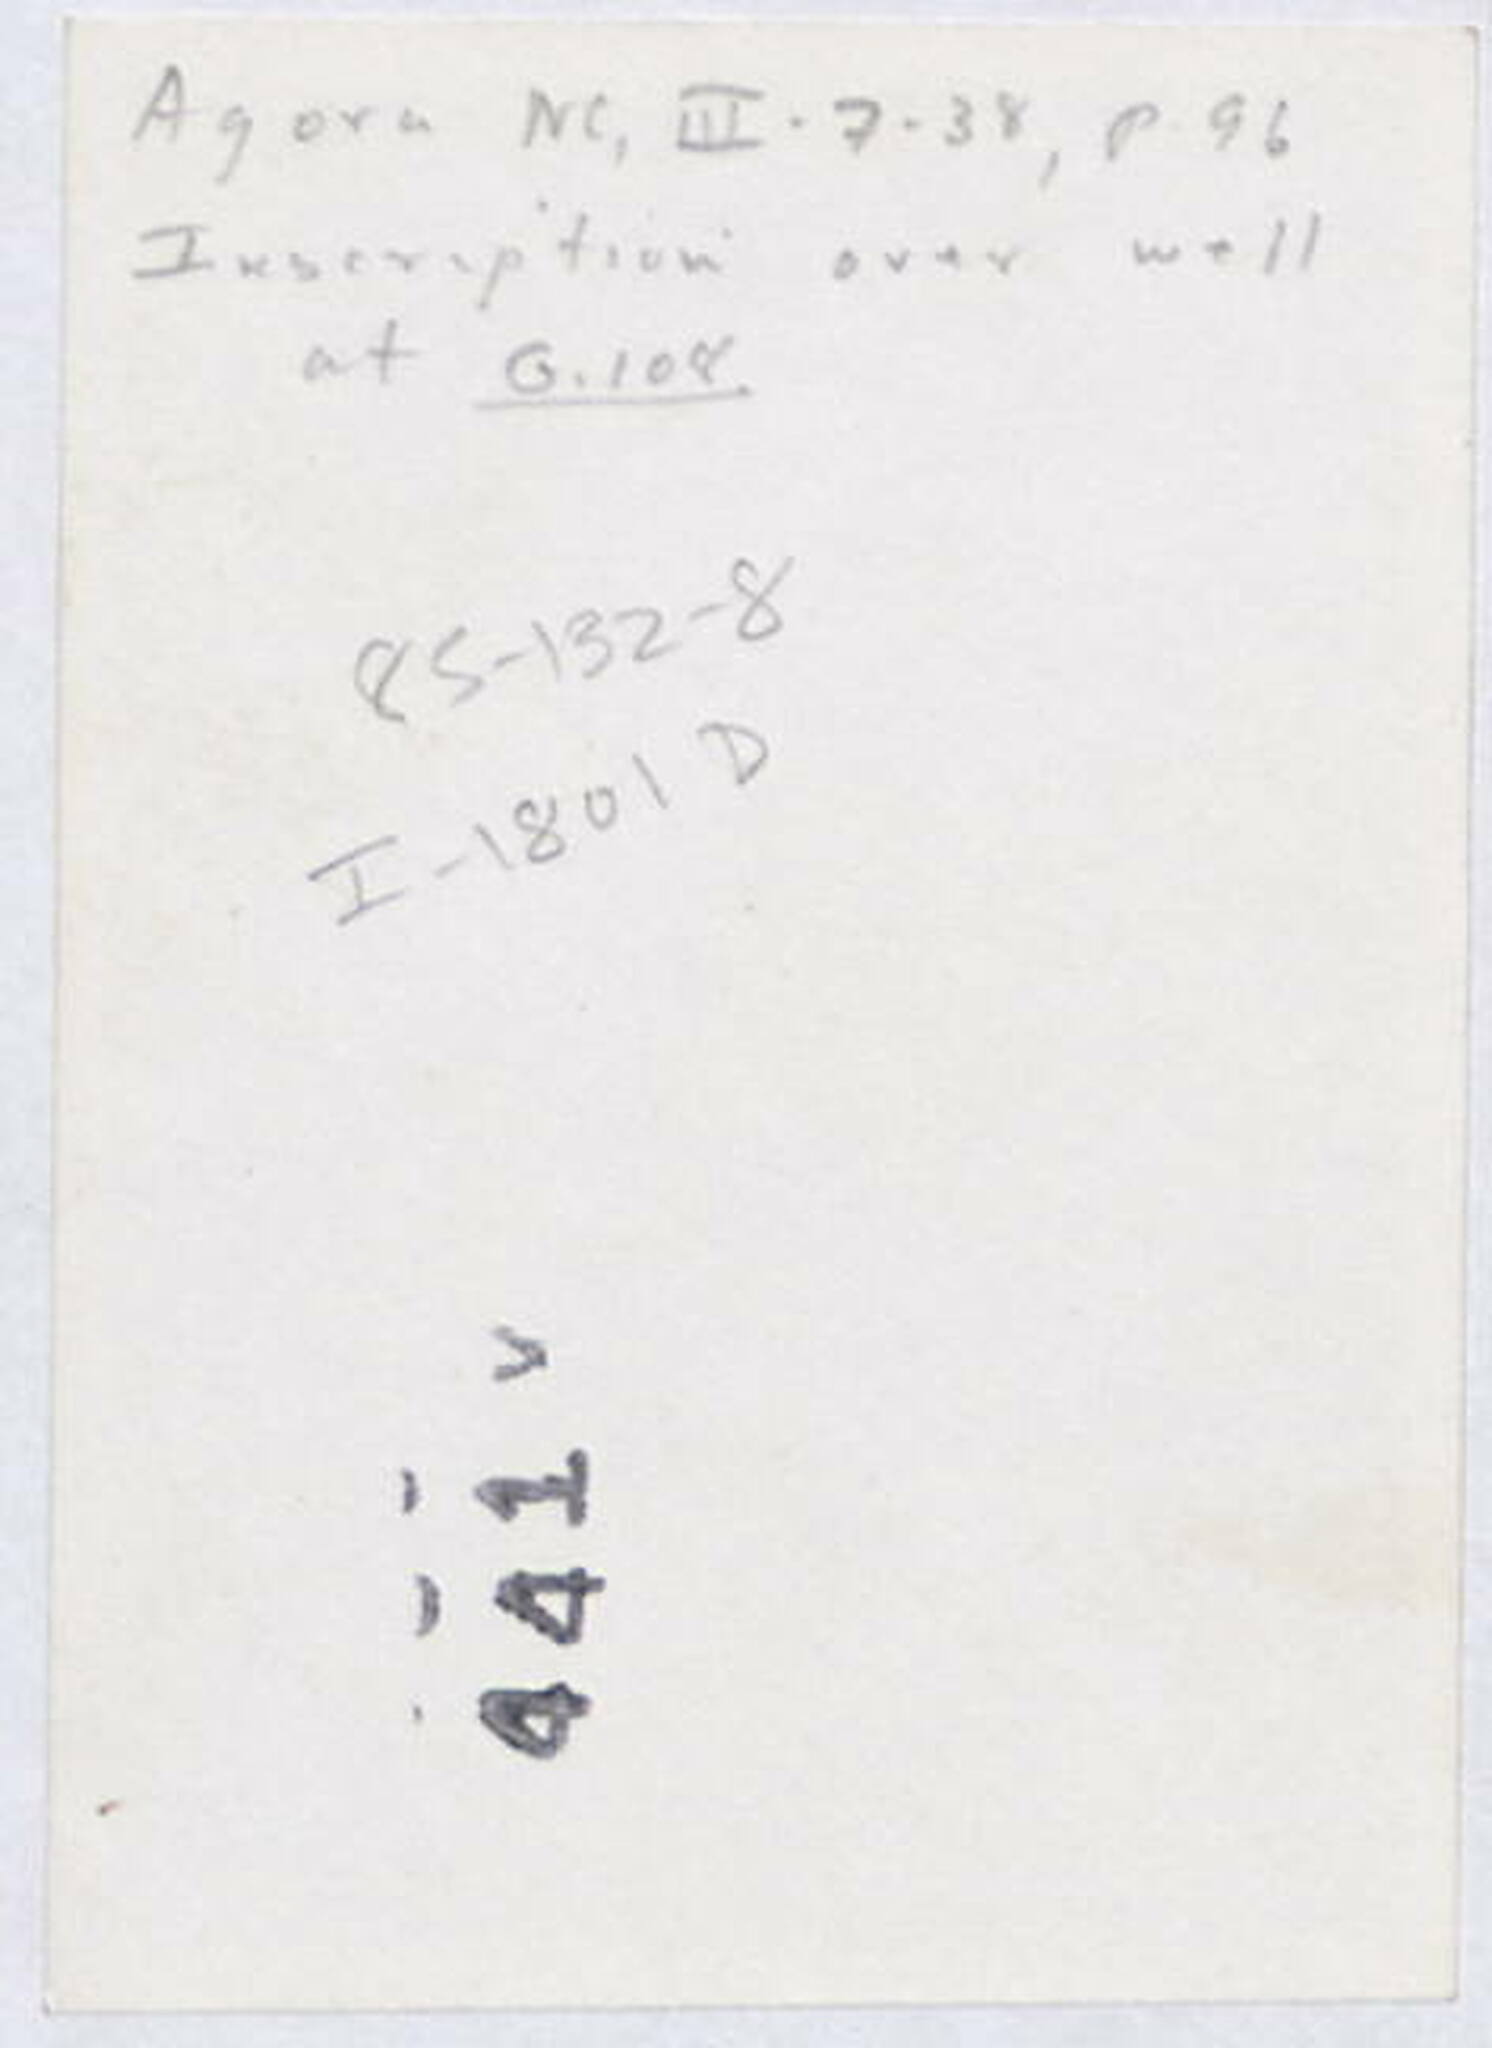 Agora NC, III-7-38, p. 96
Inscription over well
at G.108
85-132-8
I-1801 D
441 v